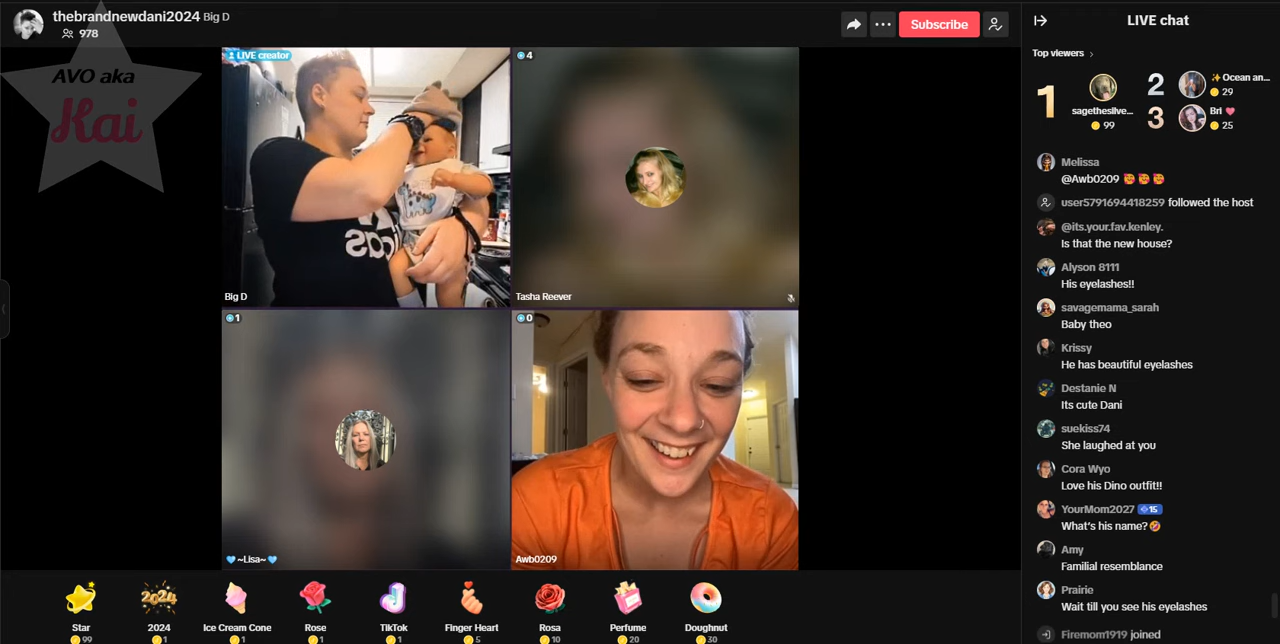 thebrandnewdani2024 Big D
978
Subscribe
AVO aka
Kai
LIVE creator
Big D
4
Tasha Reever
1
~Lisa~
0
Awb0209
Star
99
2024
2024
1
Ice Cream Cone
1
Rose
1
TikTok
1
Finger Heart
5
Rosa
10
Perfume
20
Doughnut
30
LIVE chat
Top viewers
1
sagetheslive...
99
2
✨Ocean an...
29
3
Bri 💗
25
Melissa
@Awb0209 🥰 🥰 🥰
user5791694418259 followed the host
@its.your.fav.kenley.
Is that the new house?
Alyson 8111
His eyelashes!!
savagemama_sarah
Baby theo
Krissy
He has beautiful eyelashes
Destanie N
Its cute Dani
suekiss74
She laughed at you
Cora Wyo
Love his Dino outfit!!
YourMom2027 15
What's his name?🤣
Amy
Familial resemblance
Prairie
Wait till you see his eyelashes
Firemom1119 joined